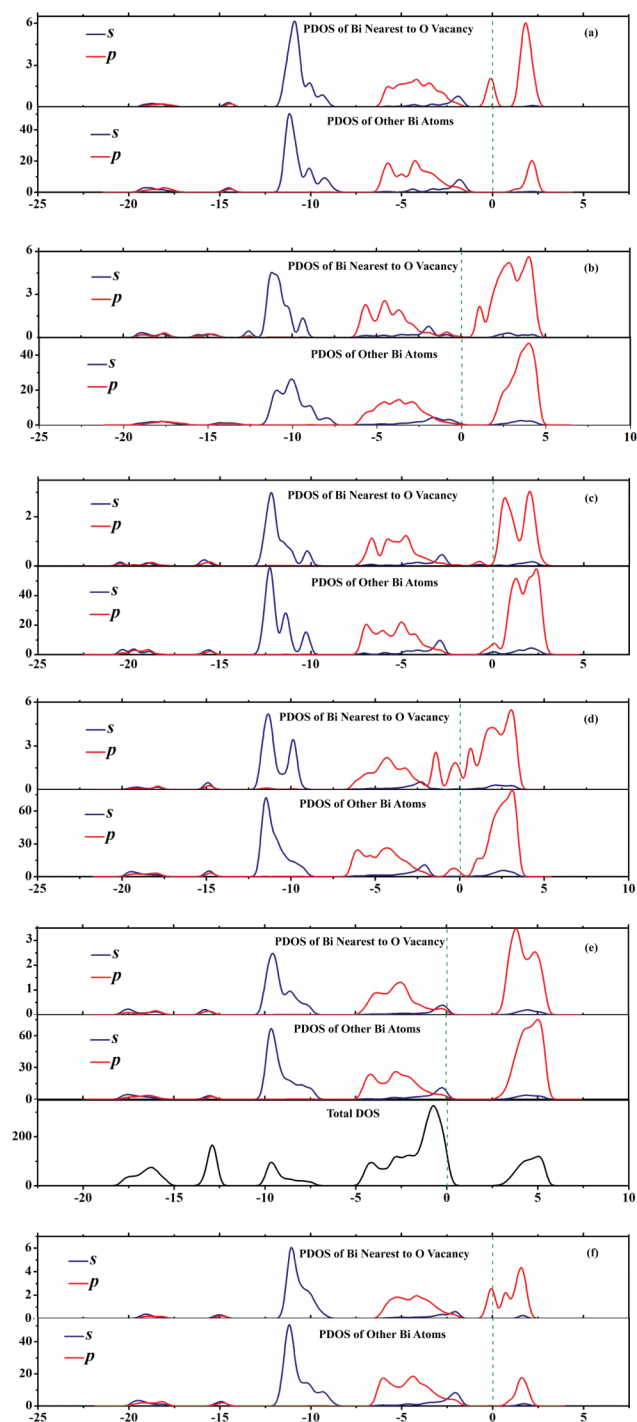 PDOS of Bi Nearest to O Vacancy
(a)
s
p
6
3
0
PDOS of Other Bi Atoms
40
20
0
-25 -20 -15 -10 -5 0 5
PDOS of Bi Nearest to O Vacancy
(b)
s
p
6
3
0
PDOS of Other Bi Atoms
s
p
40
20
0
-25 -20 -15 -10 -5 0 5 10
PDOS of Bi Nearest to O Vacancy
(c)
s
p
2
0
PDOS of Other Bi Atoms
s
p
40
20
0
-25 -20 -15 -10 -5 0 5
PDOS of Bi Nearest to O Vacancy
(d)
s
p
6
3
0
PDOS of Other Bi Atoms
s
p
60
30
0
-25 -20 -15 -10 -5 0 5 10
PDOS of Bi Nearest to O Vacancy
(e)
s
p
3
2
1
0
PDOS of Other Bi Atoms
s
p
60
30
0
Total DOS
200
0
-20 -15 -10 -5 0 5 10
PDOS of Bi Nearest to O Vacancy
(f)
s
p
6
4
2
0
PDOS of Other Bi Atoms
s
p
40
20
0
-25 -20 -15 -10 -5 0 5